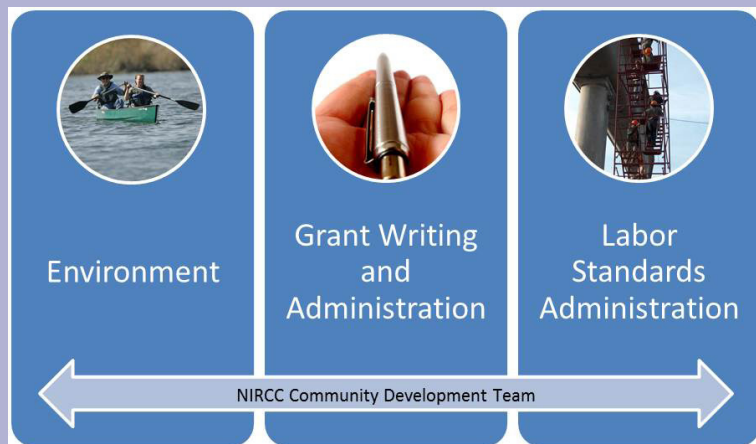 Environment
Grant Writing
and
Administration
Labor
Standards
Administration
NIRCC Community Development Team